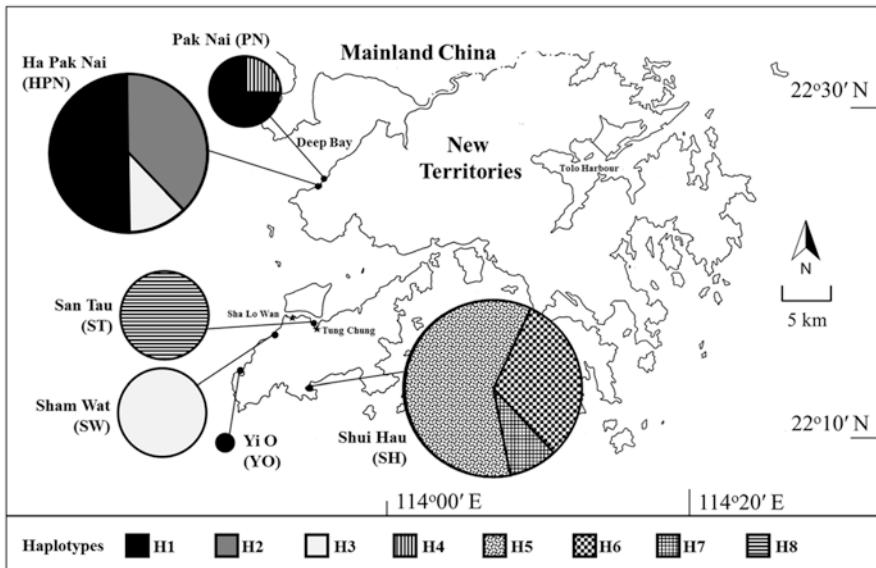 Pak Nai (PN)
Mainland China
Ha Pak Nai
(HPN)
22°30′ N
Deep Bay
New
Territories
Tolo Harbour
N
San Tau
(ST)
Sha Lo Wan
Tung Chung
5 km
Sham Wat
(SW)
Yi O
(YO)
Shui Hau
(SH)
22°10′ N
114°00′ E
114°20′ E
Haplotypes H1 H2 H3 H4 H5 H6 H7 H8